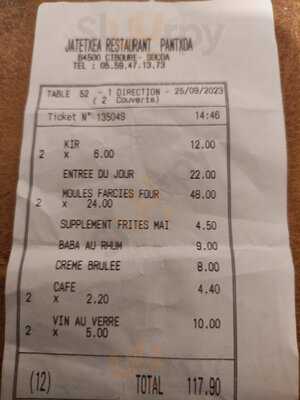 JATETXEA RESTAURANT PANTXOA
64500 CIBOURE- SOCOA
TEL : 05.59.47.13.73
TABLE 52 - 1 DIRECTION - 25/09/2023
( 2 Couverts)
Ticket N° 135049 14:46
KIR 12.00
2 x 6.00
ENTREE DU JOUR 22.00
MOULES FARCIES FOUR 48.00
2 x 24.00
SUPPLEMENT FRITES MAI 4.50
BABA AU RHUM 9.00
CREME BRULEE 8.00
CAFE 4.40
2 x 2.20
VIN AU VERRE 10.00
2 x 5.00
(12) TOTAL 117.90